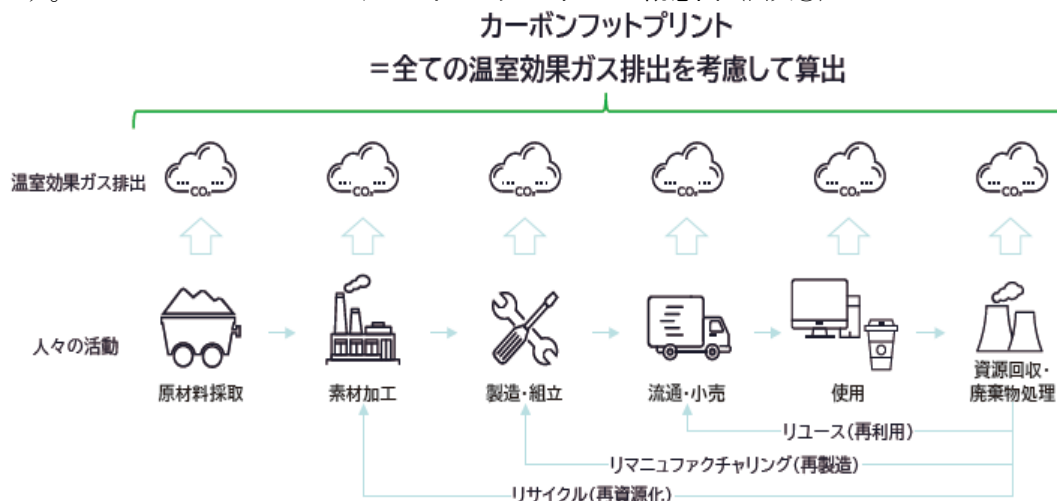 カーボンフットプリント
＝全ての温室効果ガス排出を考慮して算出
温室効果ガス排出
CO₂
CO₂
CO₂
CO₂
CO₂
CO₂
人々の活動
原材料採取
素材加工
製造・組立
流通・小売
使用
資源回収・
廃棄物処理
リユース(再利用)
リマニュファクチャリング(再製造)
リサイクル(再資源化)